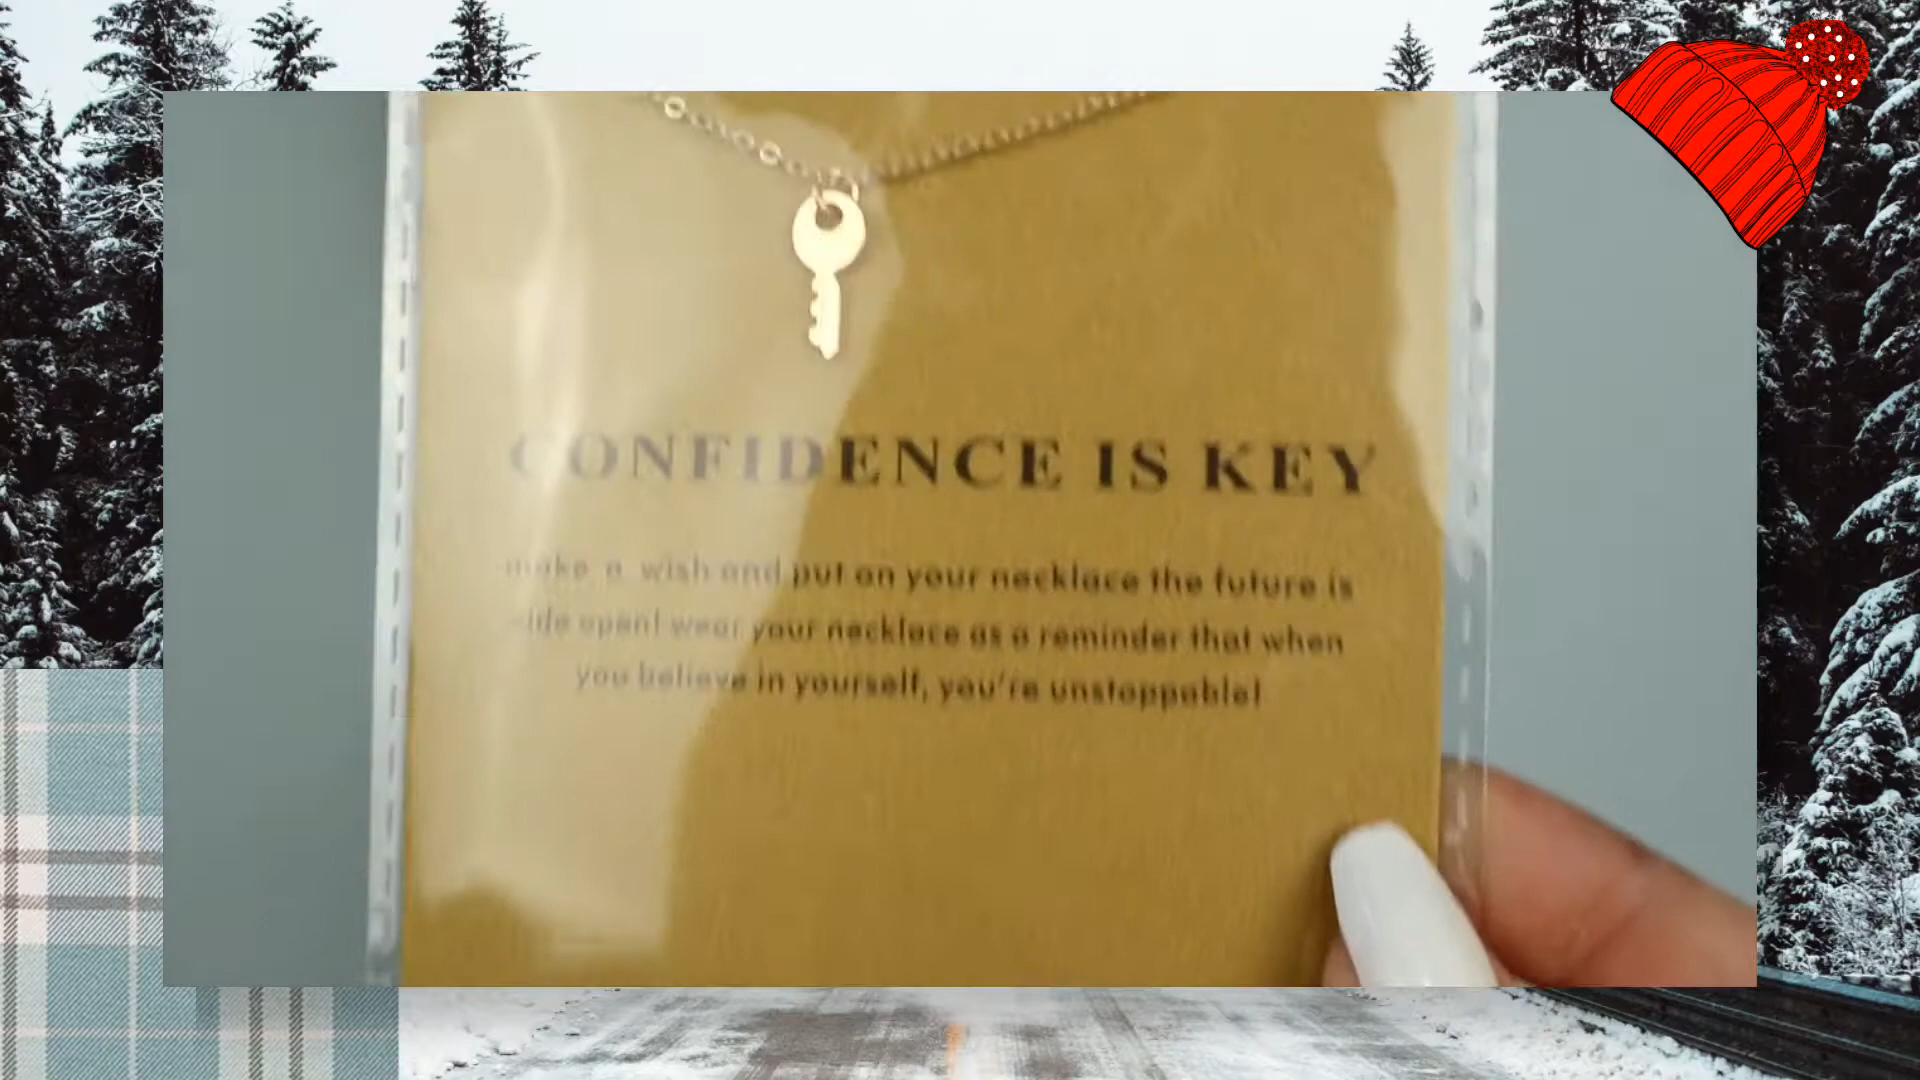 CONFIDENCE IS KEY
make a wish and put on your necklace the future is
open! wear your necklace as a reminder that when
you believe in yourself, you're unstoppable!